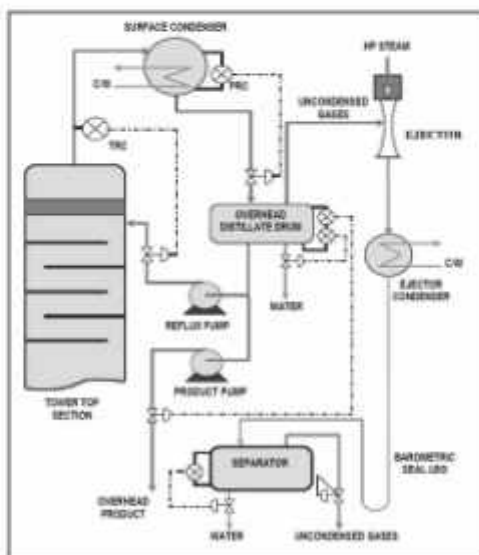 SURFACE CONDENSER
HP STEAM
C/W
PRC
UNCONDENSED
GASES
EJECTOR
TRC
OVERHEAD
DISTILLATE DRUM
C/W
EJECTOR
CONDENSER
WATER
REFLUX PUMP
PRODUCT PUMP
TOWER TOP
SECTION
BAROMETRIC
SEAL LEG
SEPARATOR
OVERHEAD
PRODUCT
WATER
UNCONDENSED GASES